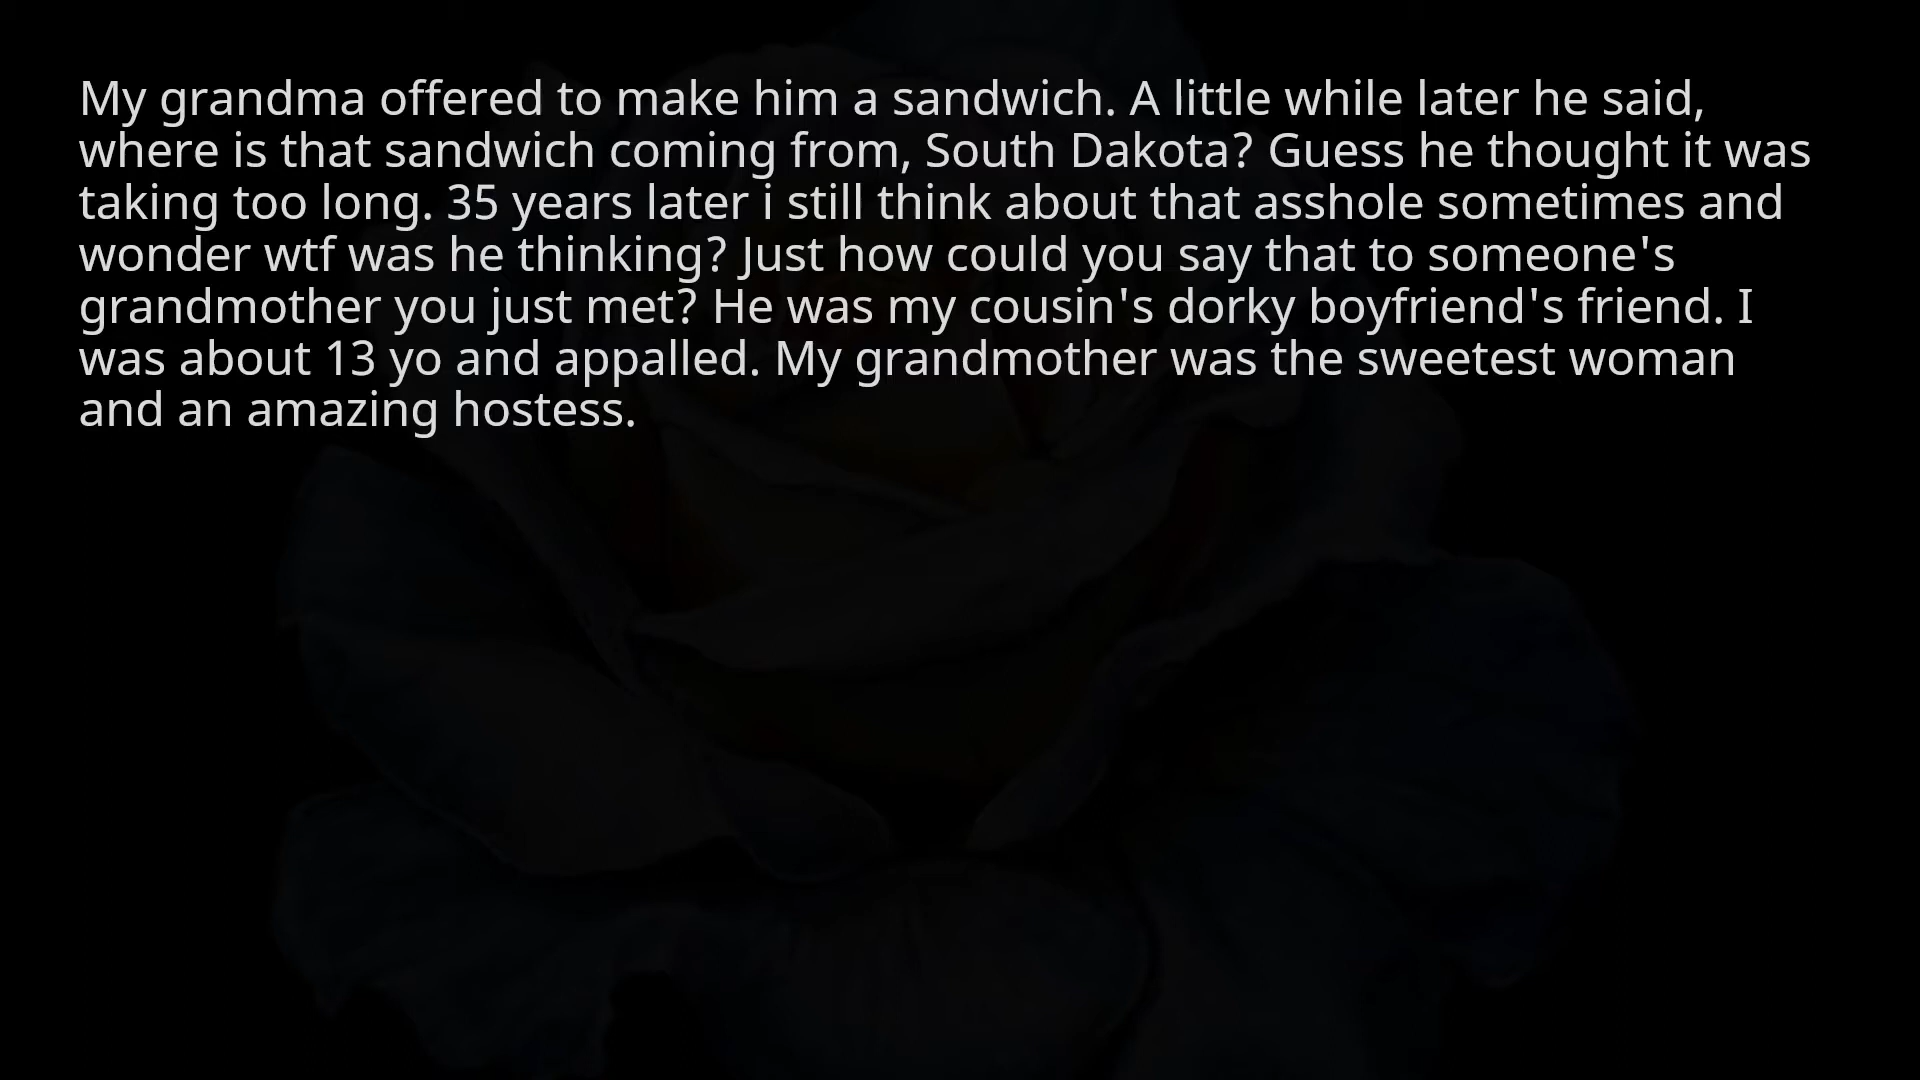 My grandma offered to make him a sandwich. A little while later he said,
where is that sandwich coming from, South Dakota? Guess he thought it was
taking too long. 35 years later i still think about that asshole sometimes and
wonder wtf was he thinking? Just how could you say that to someone's
grandmother you just met? He was my cousin's dorky boyfriend's friend. I
was about 13 yo and appalled. My grandmother was the sweetest woman
and an amazing hostess.